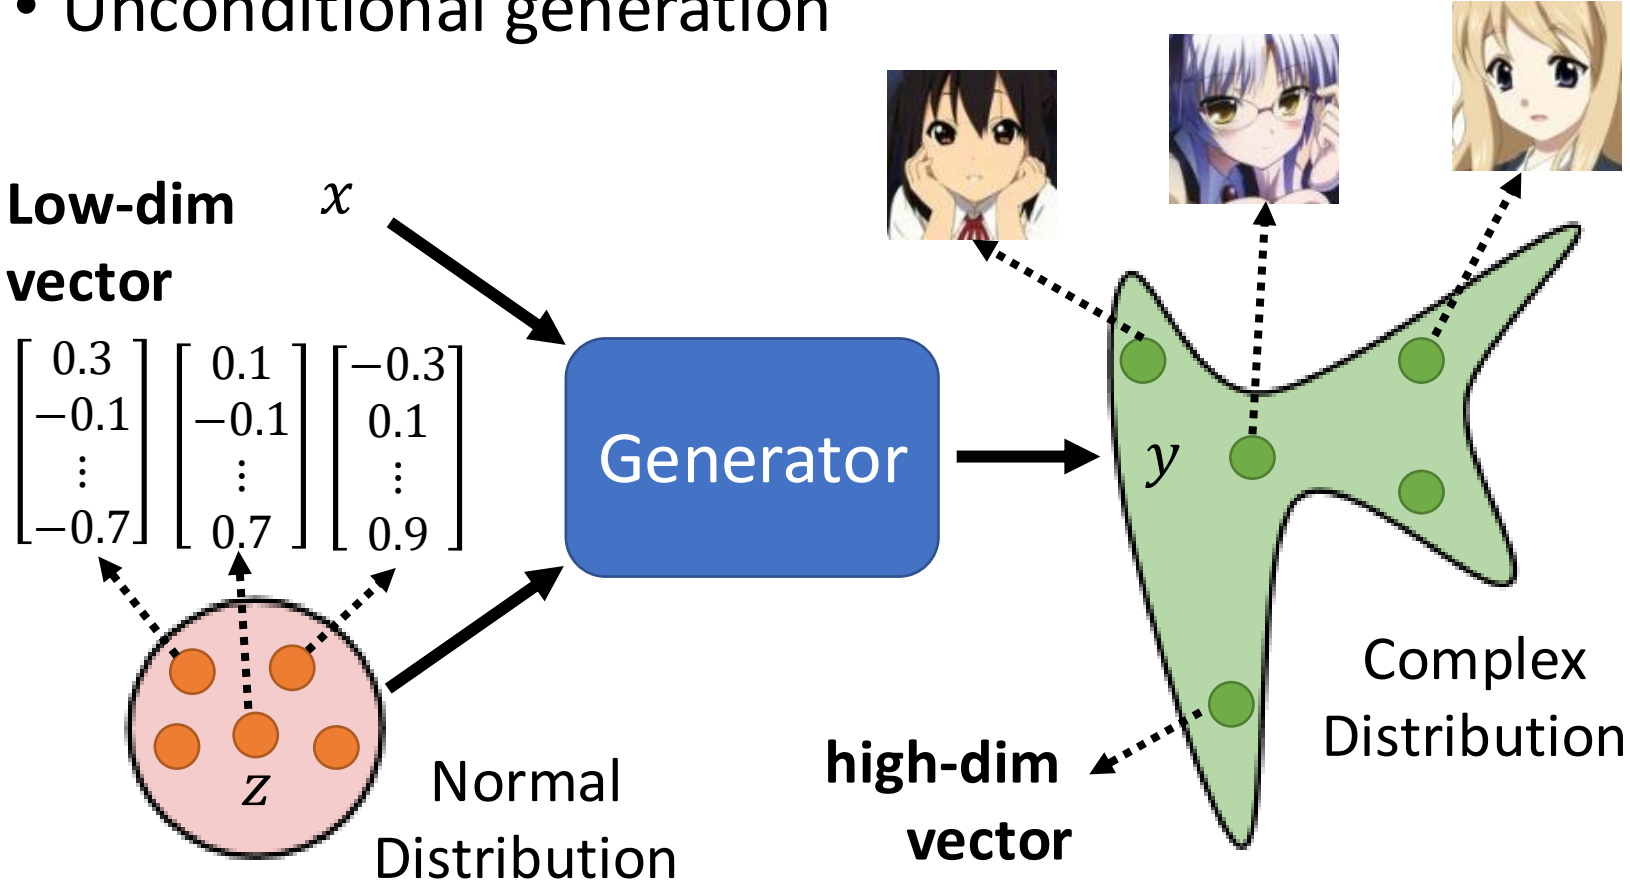 • Unconditional generation
Low-dim
vector
x
0.3
−0.1
⋮
−0.7
0.1
−0.1
⋮
0.7
−0.3
0.1
⋮
0.9
Generator
y
z
Normal
Distribution
high-dim
vector
Complex
Distribution